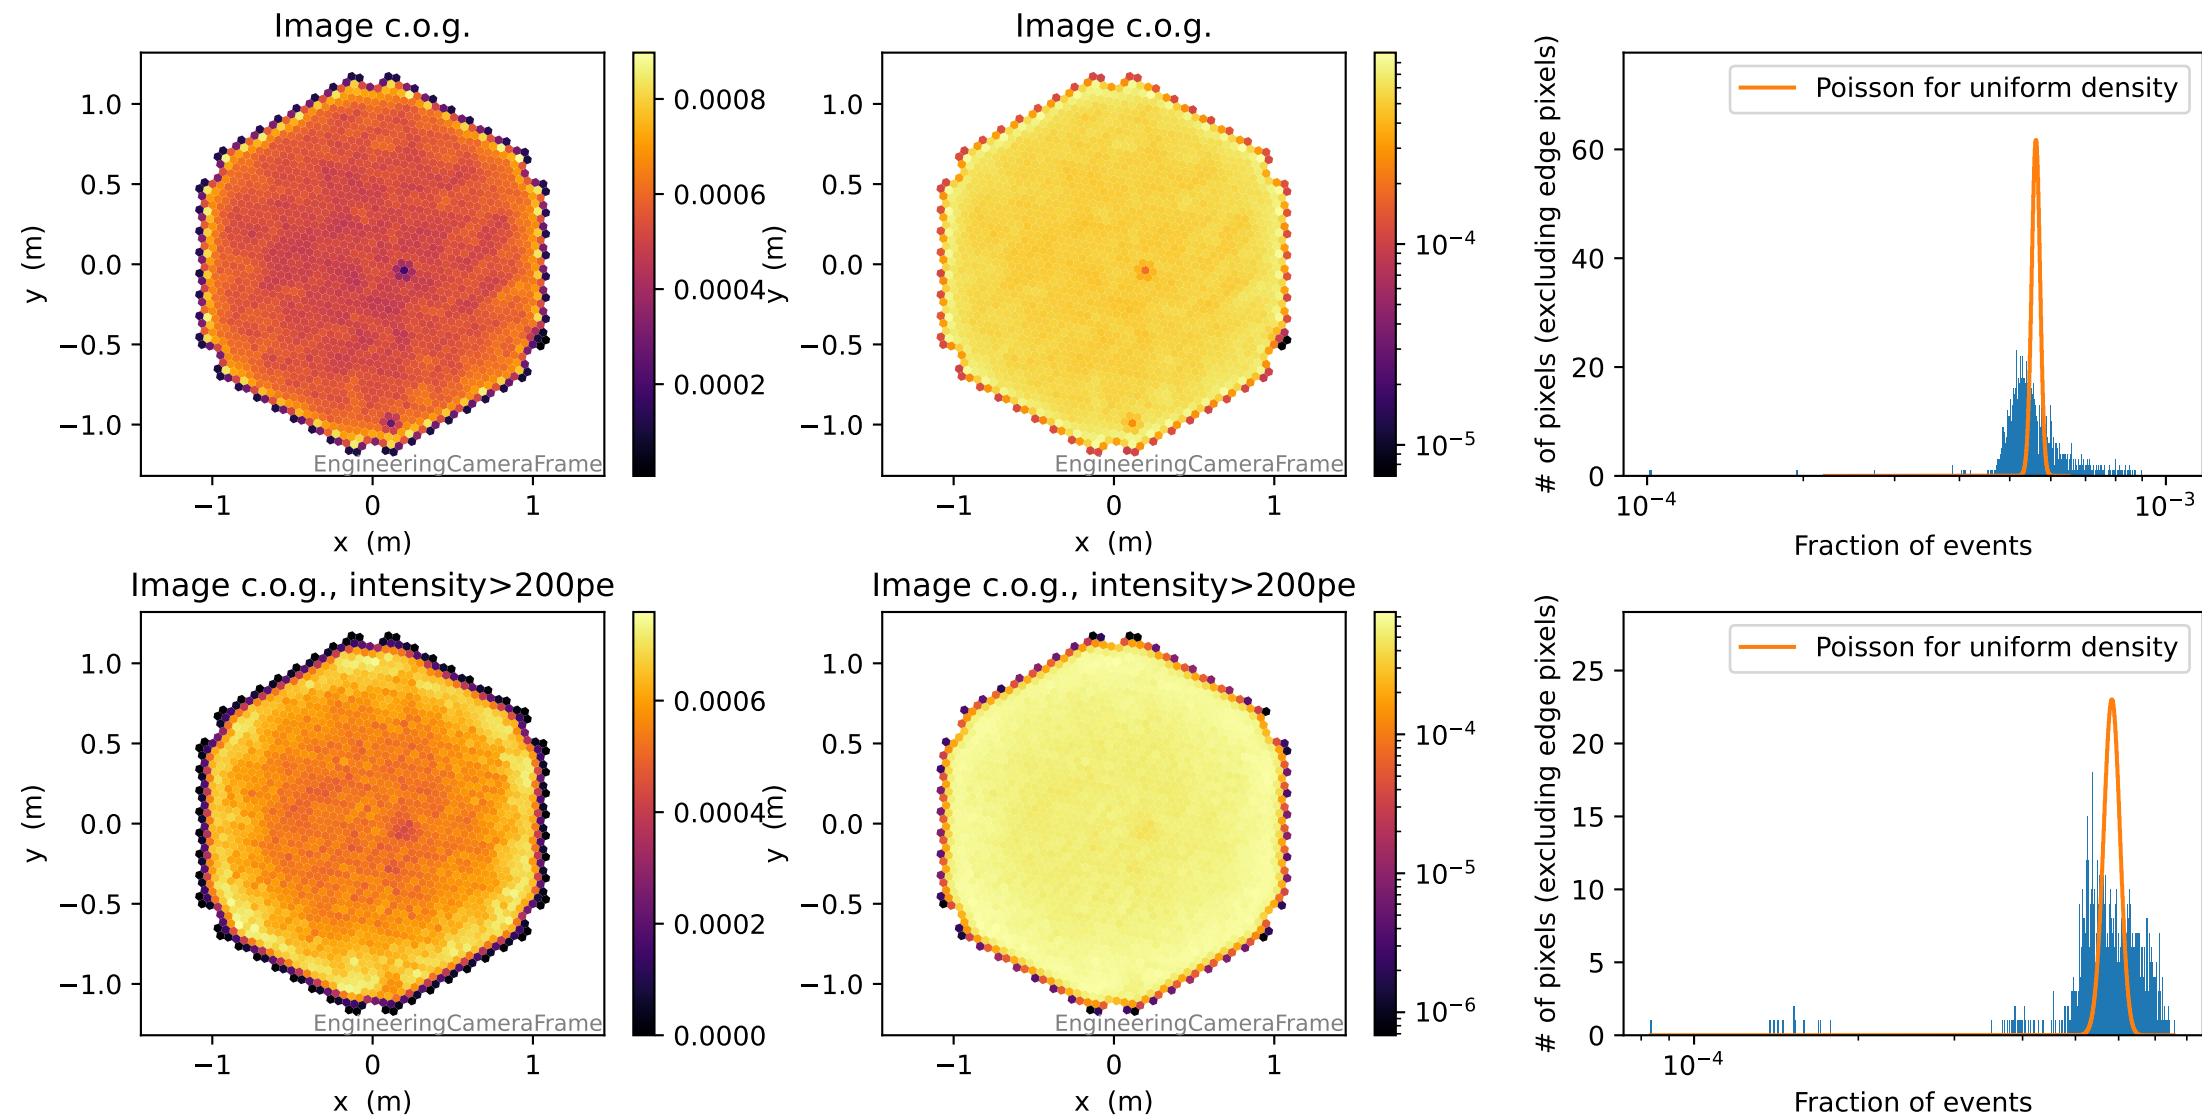 Image c.o.g.
1.0
0.5
0.0
−0.5
−1.0
y (m)
−1 0 1
x (m)
EngineeringCameraFrame
0.0008
0.0006
0.0004
0.0002
Image c.o.g.
1.0
0.5
0.0
−0.5
−1.0
y (m)
−1 0 1
x (m)
EngineeringCameraFrame
10−4
10−5
Poisson for uniform density
# of pixels (excluding edge pixels)
60
40
20
0
10−4 10−3
Fraction of events
Image c.o.g., intensity>200pe
1.0
0.5
0.0
−0.5
−1.0
y (m)
−1 0 1
x (m)
EngineeringCameraFrame
0.0006
0.0004
0.0002
0.0000
Image c.o.g., intensity>200pe
1.0
0.5
0.0
−0.5
−1.0
y (m)
−1 0 1
x (m)
EngineeringCameraFrame
10−4
10−5
10−6
Poisson for uniform density
# of pixels (excluding edge pixels)
25
20
15
10
5
0
10−4
Fraction of events